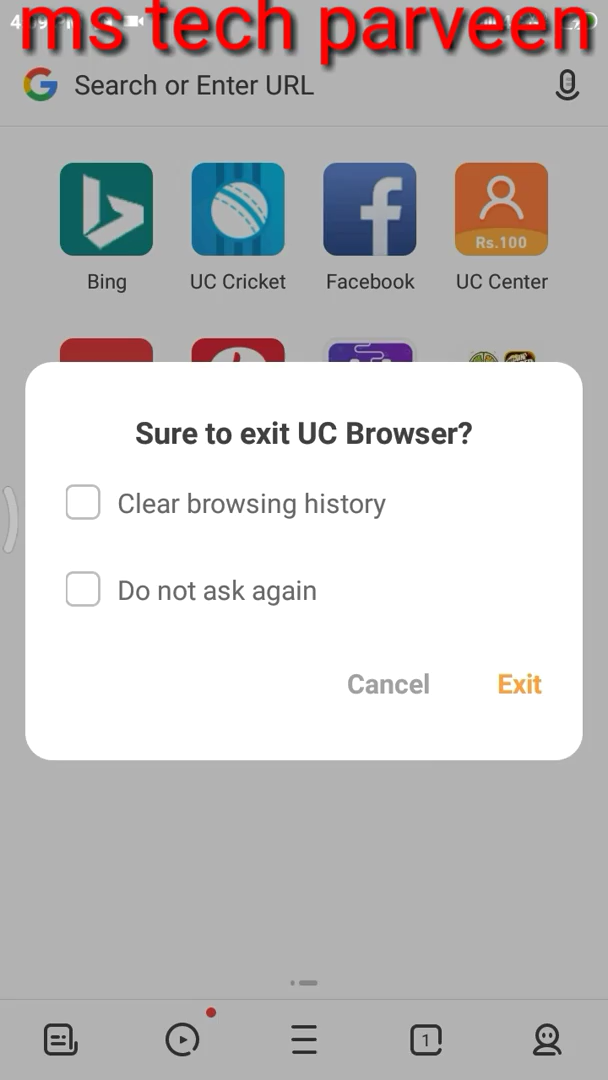 ms tech parveen
Search or Enter URL
Rs.100
Bing
UC Cricket
Facebook
UC Center
Sure to exit UC Browser?
Clear browsing history
Do not ask again
Cancel
Exit
1